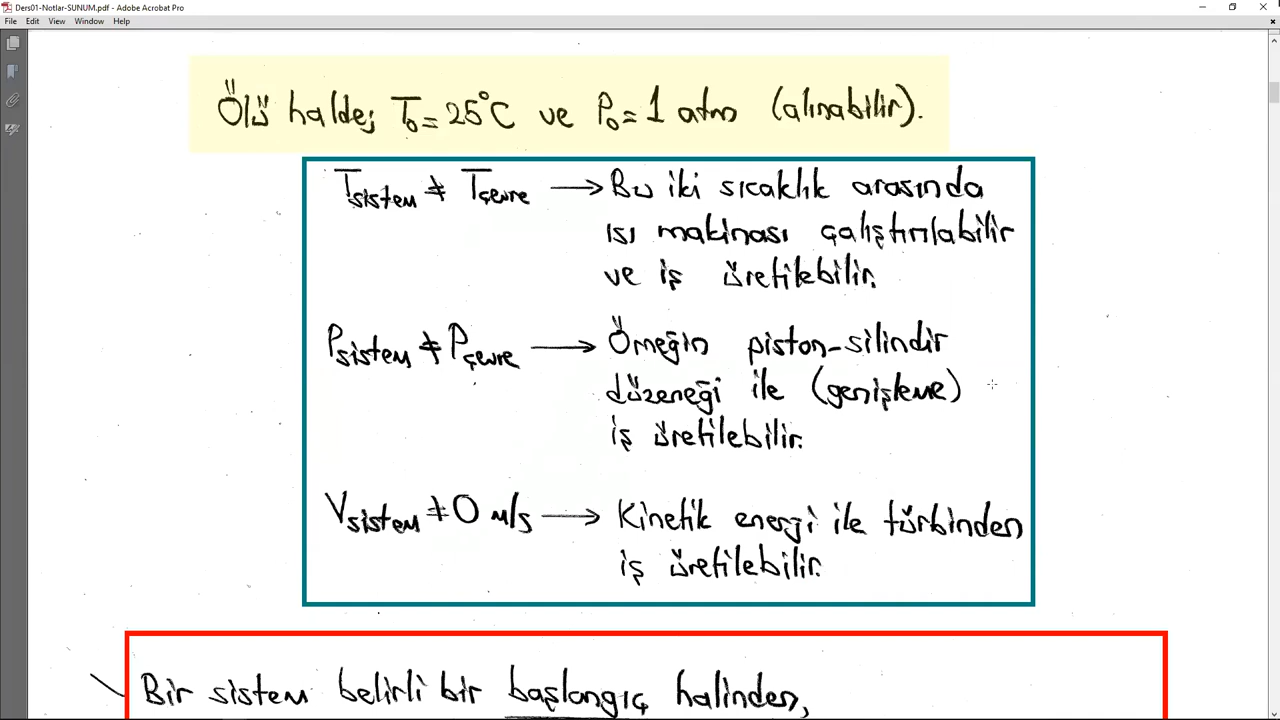 Ders01-Notlar-SUNUM.pdf - Adobe Acrobat Pro
File Edit View Window Help
Ölü halde; T₀ = 25°C ve P₀ = 1 atm (alınabilir).
Tsistem ≠ Tçevre → Bu iki sıcaklık arasında
ısı makinası çalıştırılabilir
ve iş üretilebilir.
Psistem ≠ Pçevre → Örneğin piston-silindir
düzeneği ile (genişleme)
iş üretilebilir.
Vsistem ≠ 0 m/s → Kinetik energi ile türbinden
iş üretilebilir.
Bir sistem belirli bir başlangıç halinden,